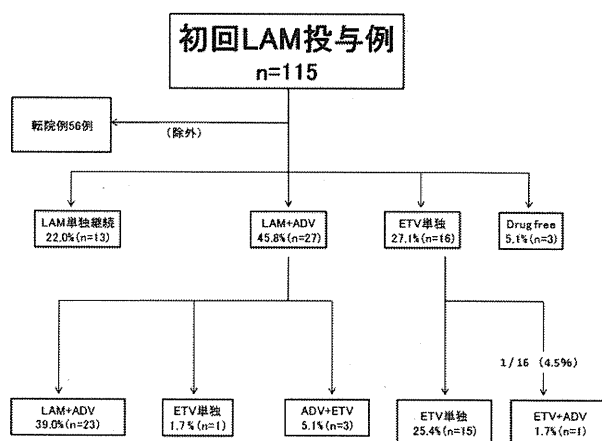 初回LAM投与例
n=115
転院例56例
(除外)
LAM単独継続
22.0%(n=13)
LAM+ADV
45.8%(n=27)
ETV単独
27.1%(n=16)
Drug free
5.1%(n=3)
1/16 (4.5%)
LAM+ADV
39.0%(n=23)
ETV単独
1.7%(n=1)
ADV+ETV
5.1%(n=3)
ETV単独
25.4%(n=15)
ETV+ADV
1.7%(n=1)